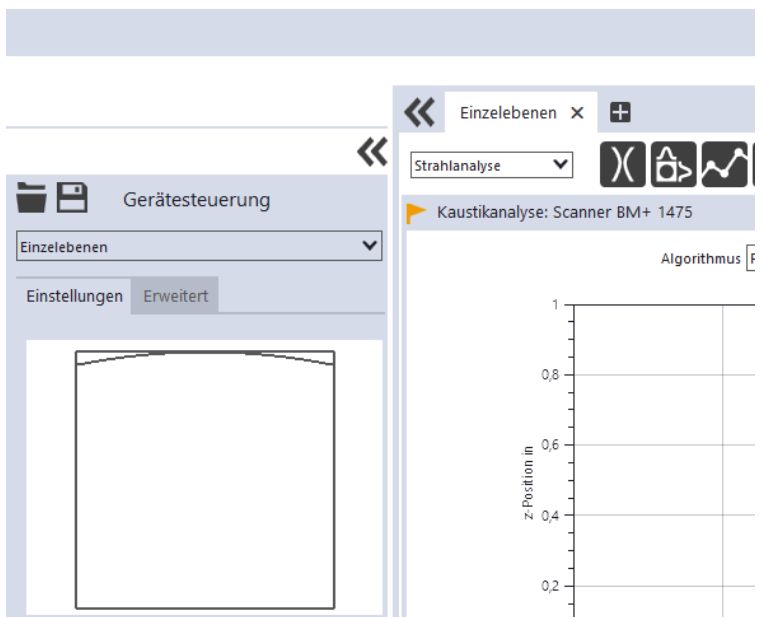 Einzelebenen
Strahlanalyse
Gerätesteuerung
Kaustikanalyse: Scanner BM+ 1475
Einzelebenen
Algorithmus
Einstellungen Erweitert
1
0,8
0,6
0,4
0,2
z-Position in